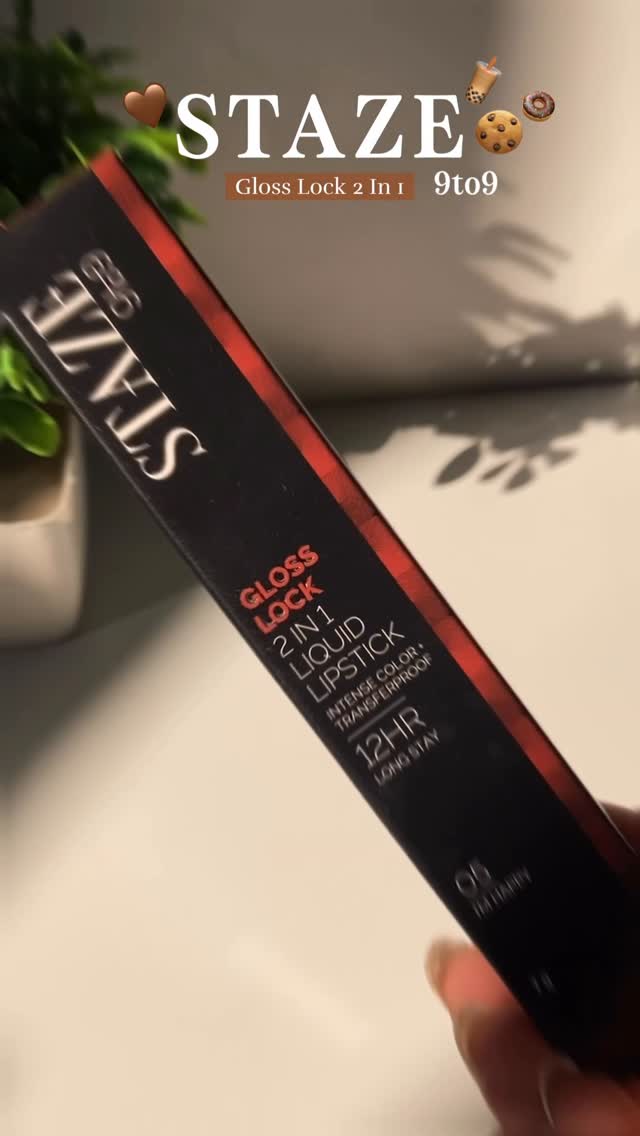 STAZE
Gloss Lock 2 In 1 9to9
STAZE 9to9
GLOSS
LOCK
2 IN 1
LIQUID
LIPSTICK
INTENSE COLOR •
TRANSFERPROOF
12HR
LONG STAY
05
I'M HAPPY